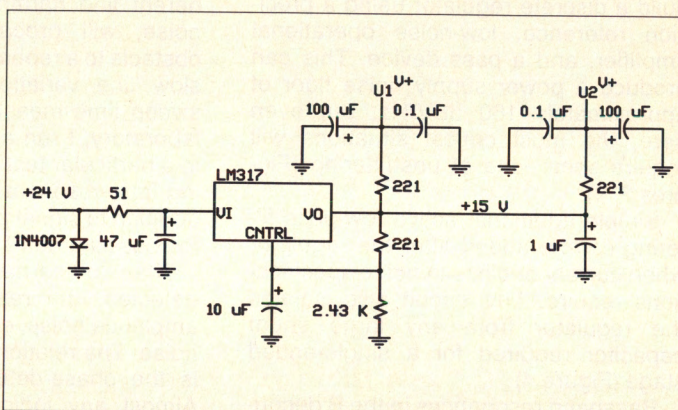 U1 V+
U2 V+
100 uF
0.1 uF
0.1 uF
100 uF
+
+
221
221
LM317
+24 V
51
VI
VO
+15 V
CNTRL
+
221
+
1N4007
47 uF
1 uF
+
10 uF
2.43 K